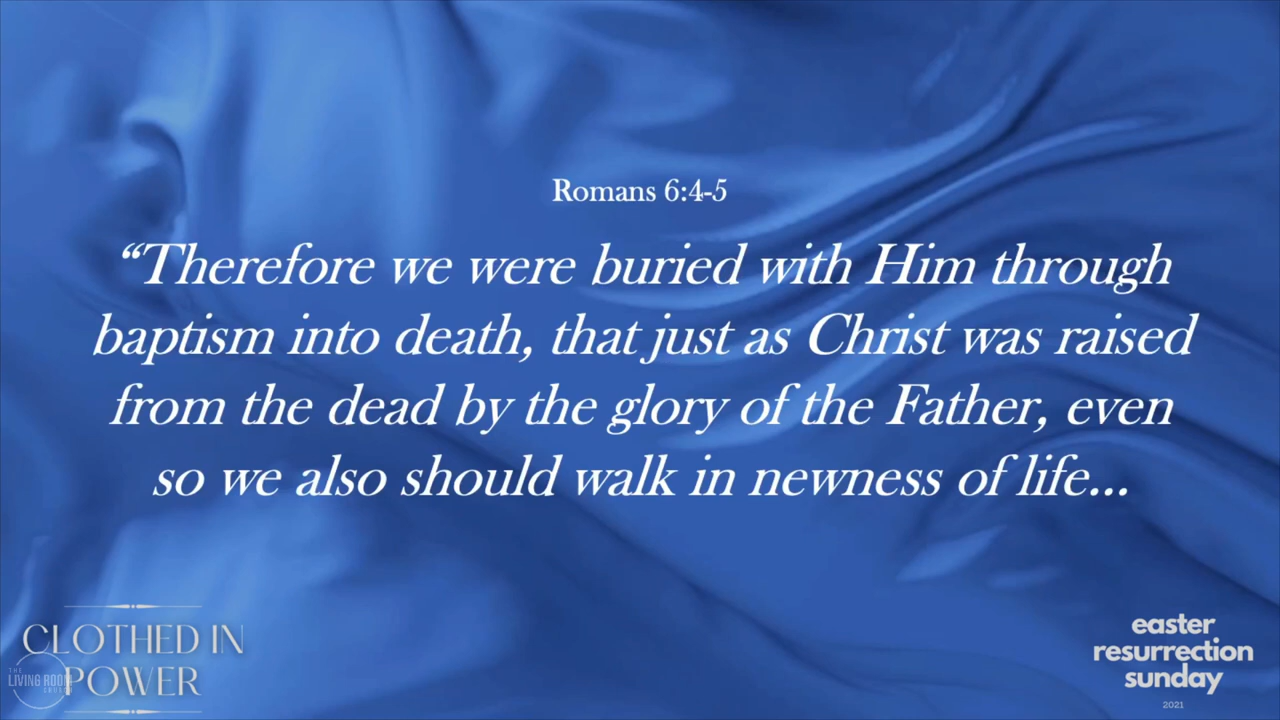 Romans 6:4-5
“Therefore we were buried with Him through
baptism into death, that just as Christ was raised
from the dead by the glory of the Father, even
so we also should walk in newness of life...
CLOTHED IN
POWER
THE
LIVING ROOM
CHURCH
easter
resurrection
sunday
2021